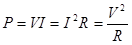 P = VI = I²R = V²/R